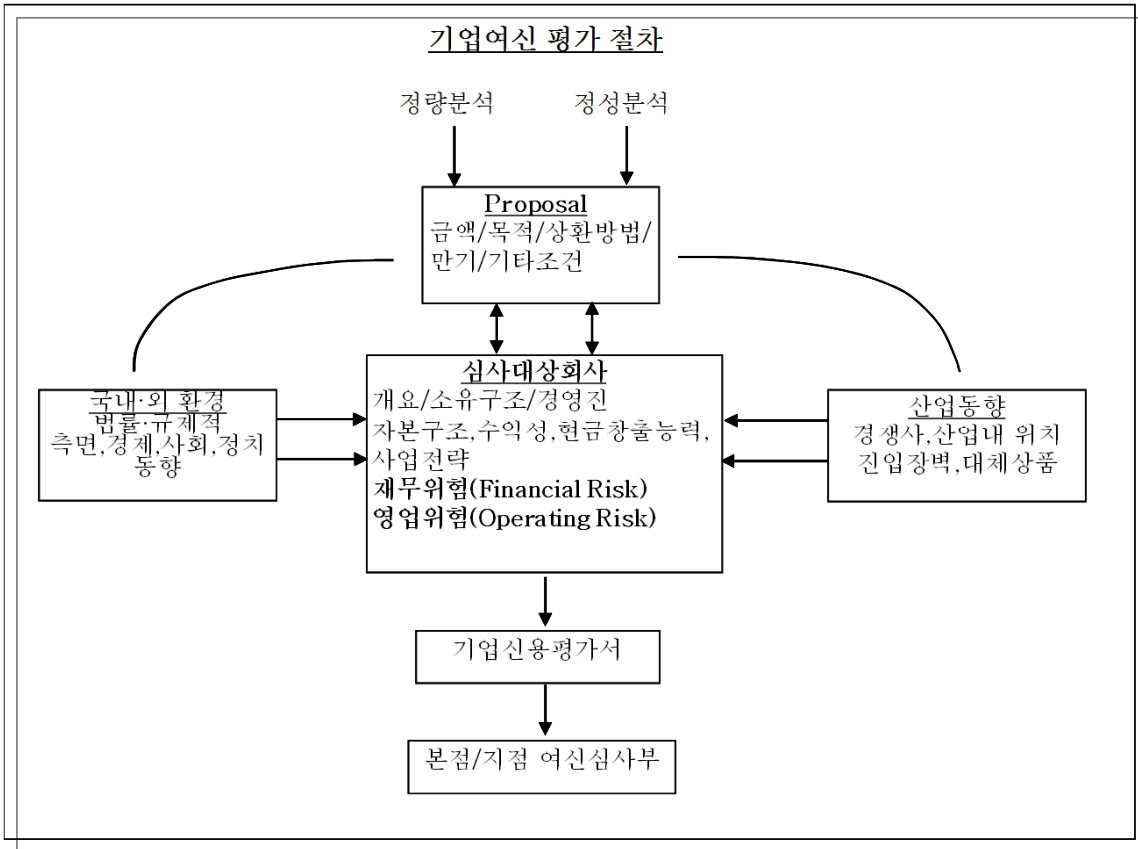 기업여신 평가 절차
정량분석
정성분석
Proposal
금액/목적/상환방법/
만기/기타조건
국내·외 환경
법률·규제적
측면,경제,사회,정치
동향
심사대상회사
개요/소유구조/경영진
자본구조,수익성,현금창출능력,
사업전략
재무위험(Financial Risk)
영업위험(Operating Risk)
산업동향
경쟁사,산업내 위치
진입장벽,대체상품
기업신용평가서
본점/지점 여신심사부